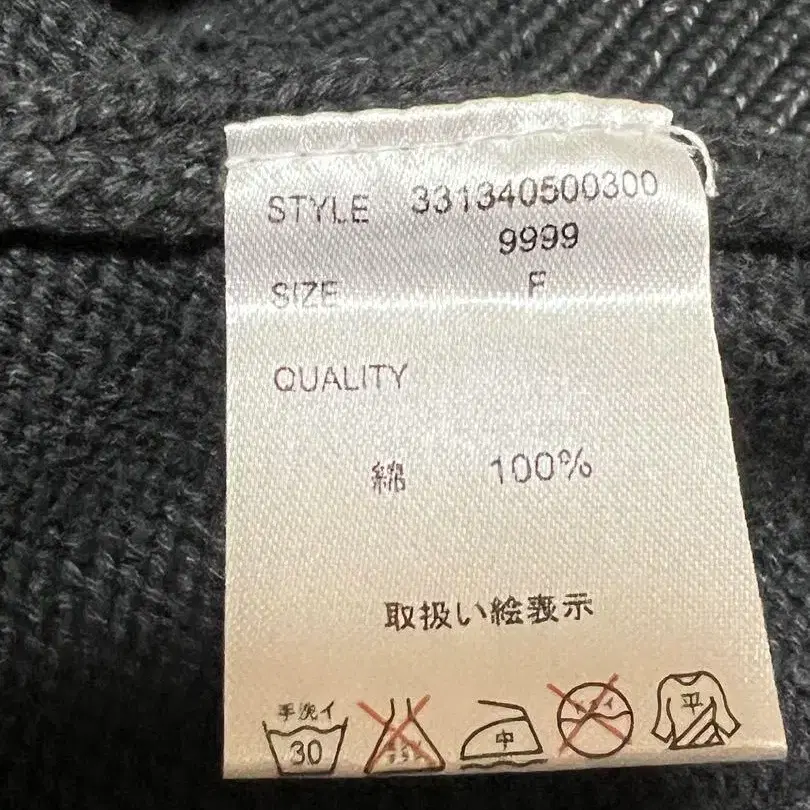 STYLE 331340500300
9999
SIZE F
QUALITY
綿 100%
取扱い絵表示
手洗イ
30
中
平